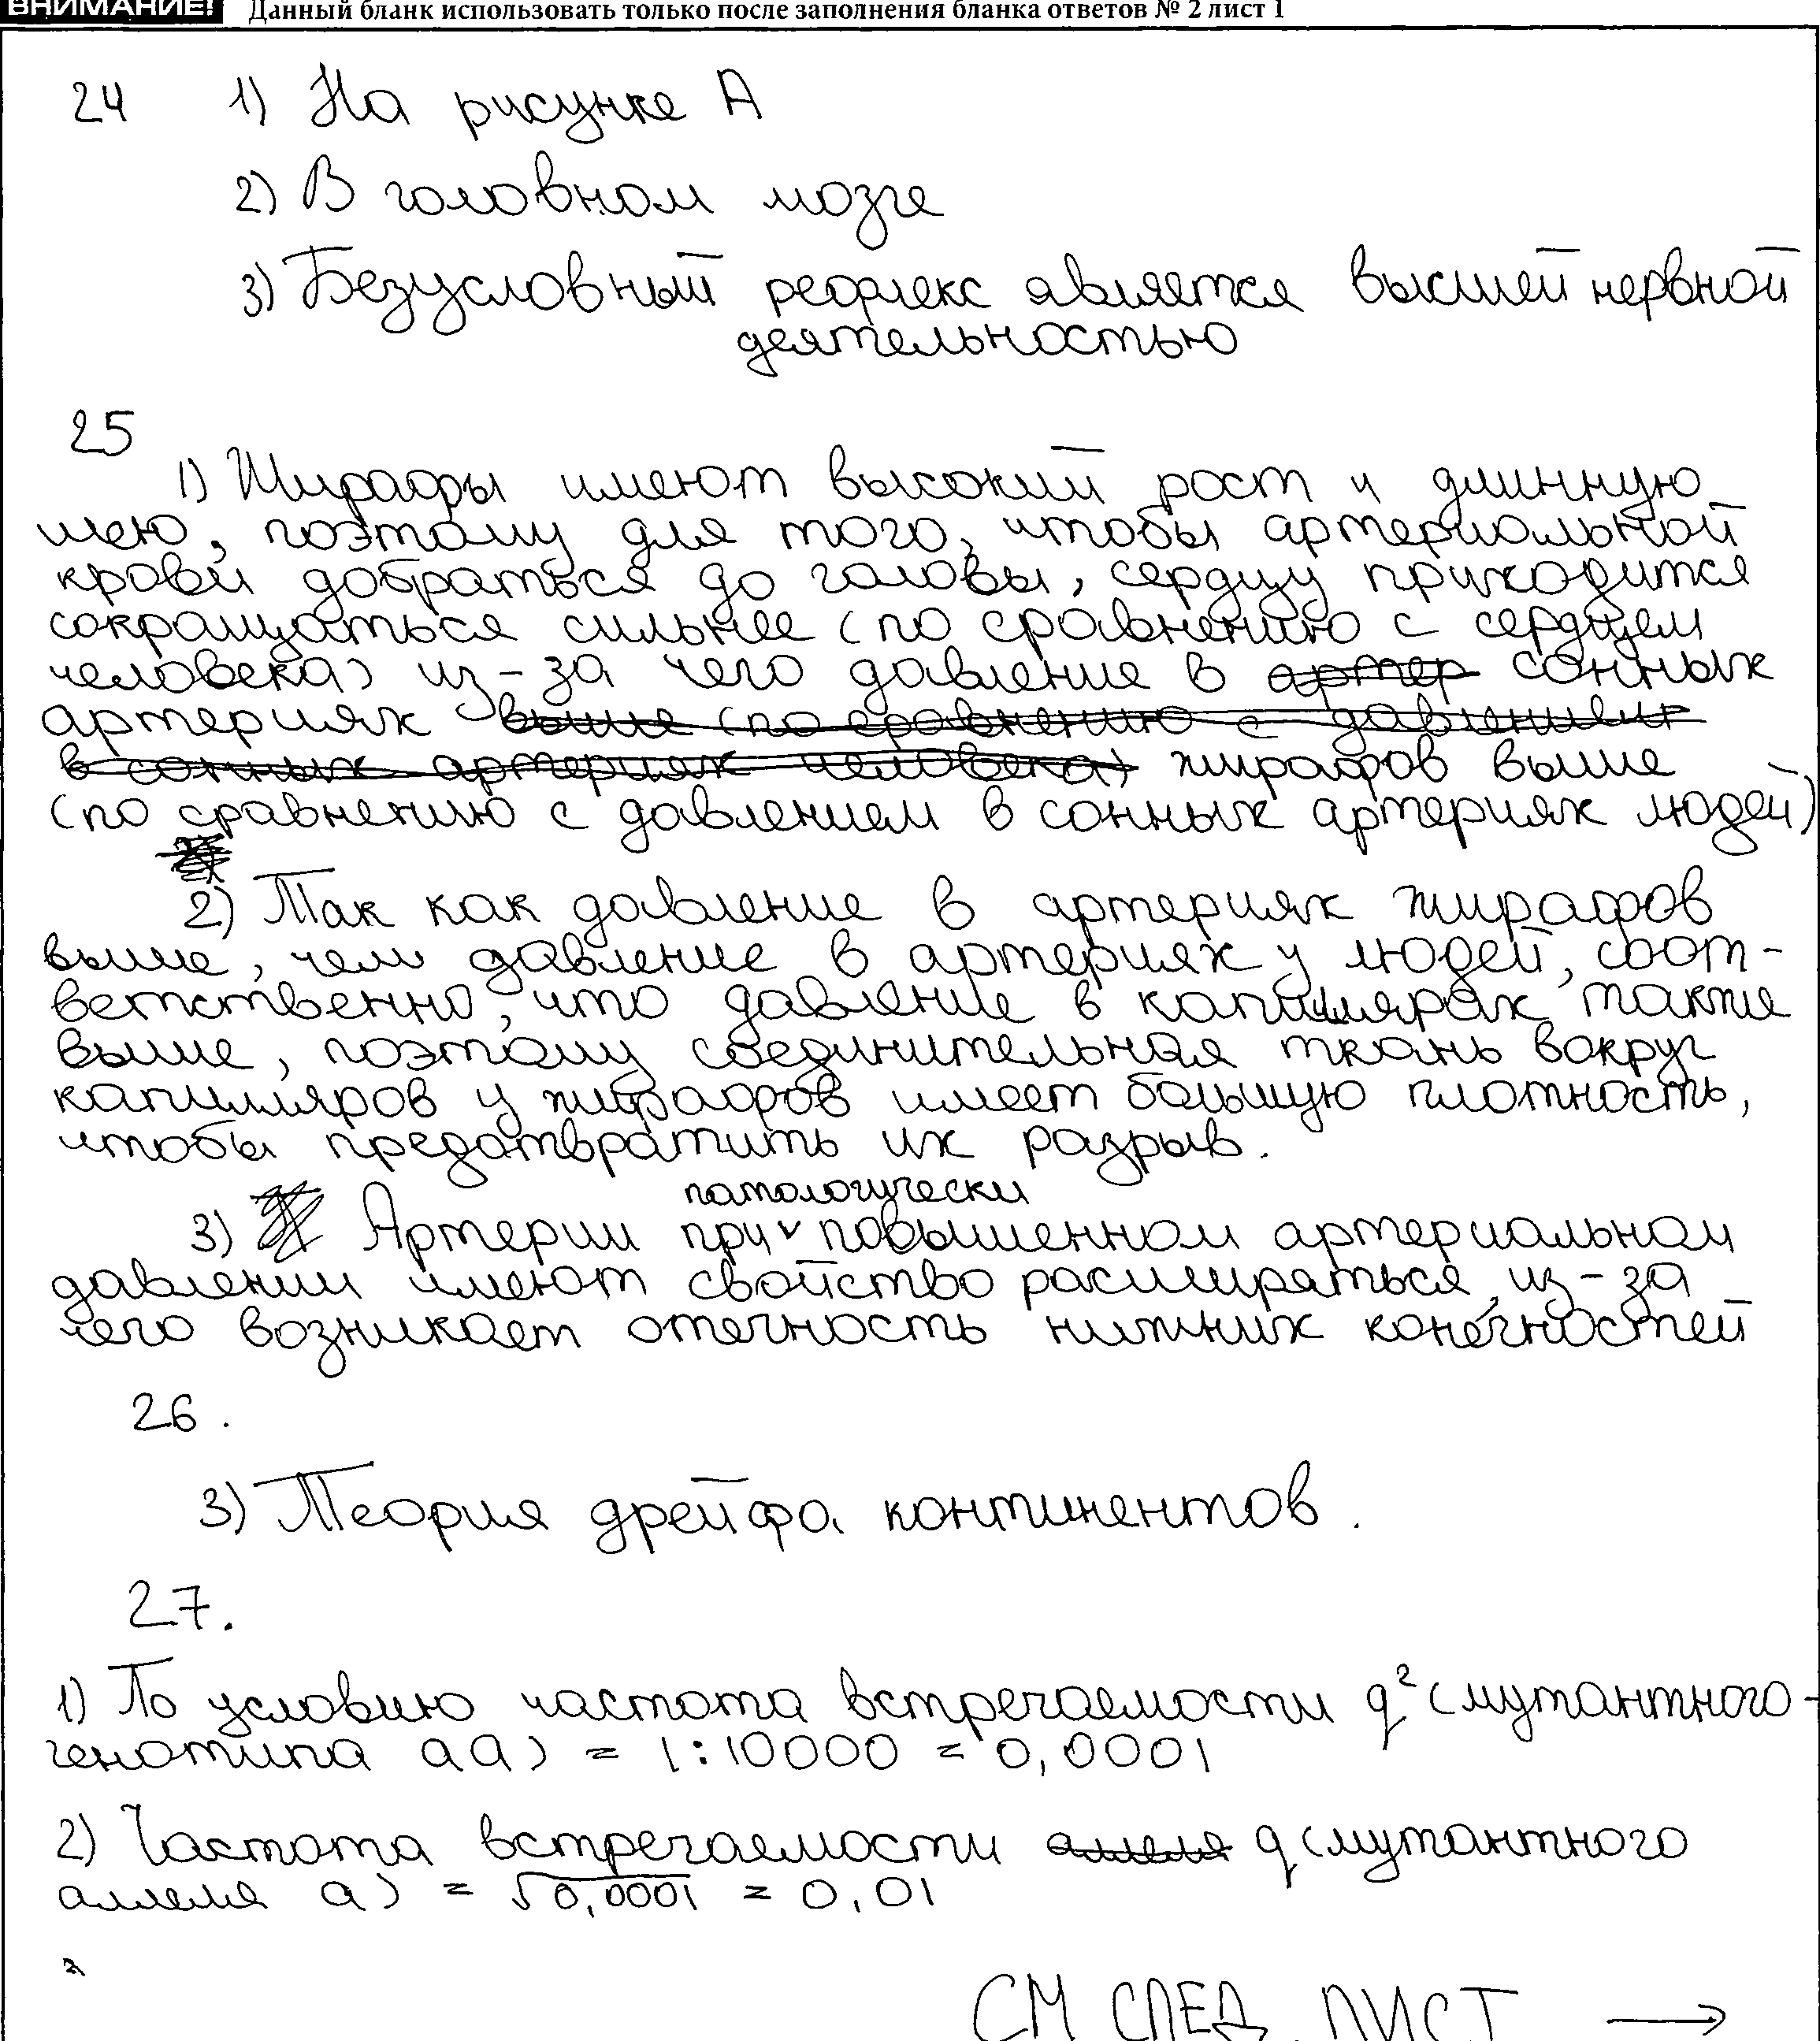 ВНИМАНИЕ! Данный бланк использовать только после заполнения бланка ответов № 2 лист 1
24 1) На рисунке А
2) В головном мозге
3) Безусловный рефлекс является высшей нервной
деятельностью
25
1) Жирафы имеют высокий рост и длинную
шею, поэтому для того, чтобы артериальной
крови добраться до головы, сердцу приходится
сокращаться сильнее (по сравнению с сердцем
человека) из-за чего давление в артер сонных
артериях выше (по сравнению с давлением
в сонных артериях человека) жирафов выше
(по сравнению с давлением в сонных артериях людей)
2) Так как давление в артериях жирафов
выше, чем давление в артериях у людей, соот-
ветственно, что давление в капиллярах также
выше, поэтому соединительная ткань вокруг
капилляров у жирафов имеет большую плотность,
чтобы предотвратить их разрыв.
патологически
3) Артерии при повышенном артериальном
давлении имеют свойство расширяться, из-за
чего возникает отечность нижних конечностей
26.
3) Теория дрейфа континентов.
27.
1) По условию частота встречаемости q² (мутантного
генотипа аа) = 1:10000 = 0,0001
2) Частота встречаемости аллеля q (мутантного
аллеля а) = √0,0001 = 0,01
СМ СЛЕД. ЛИСТ →